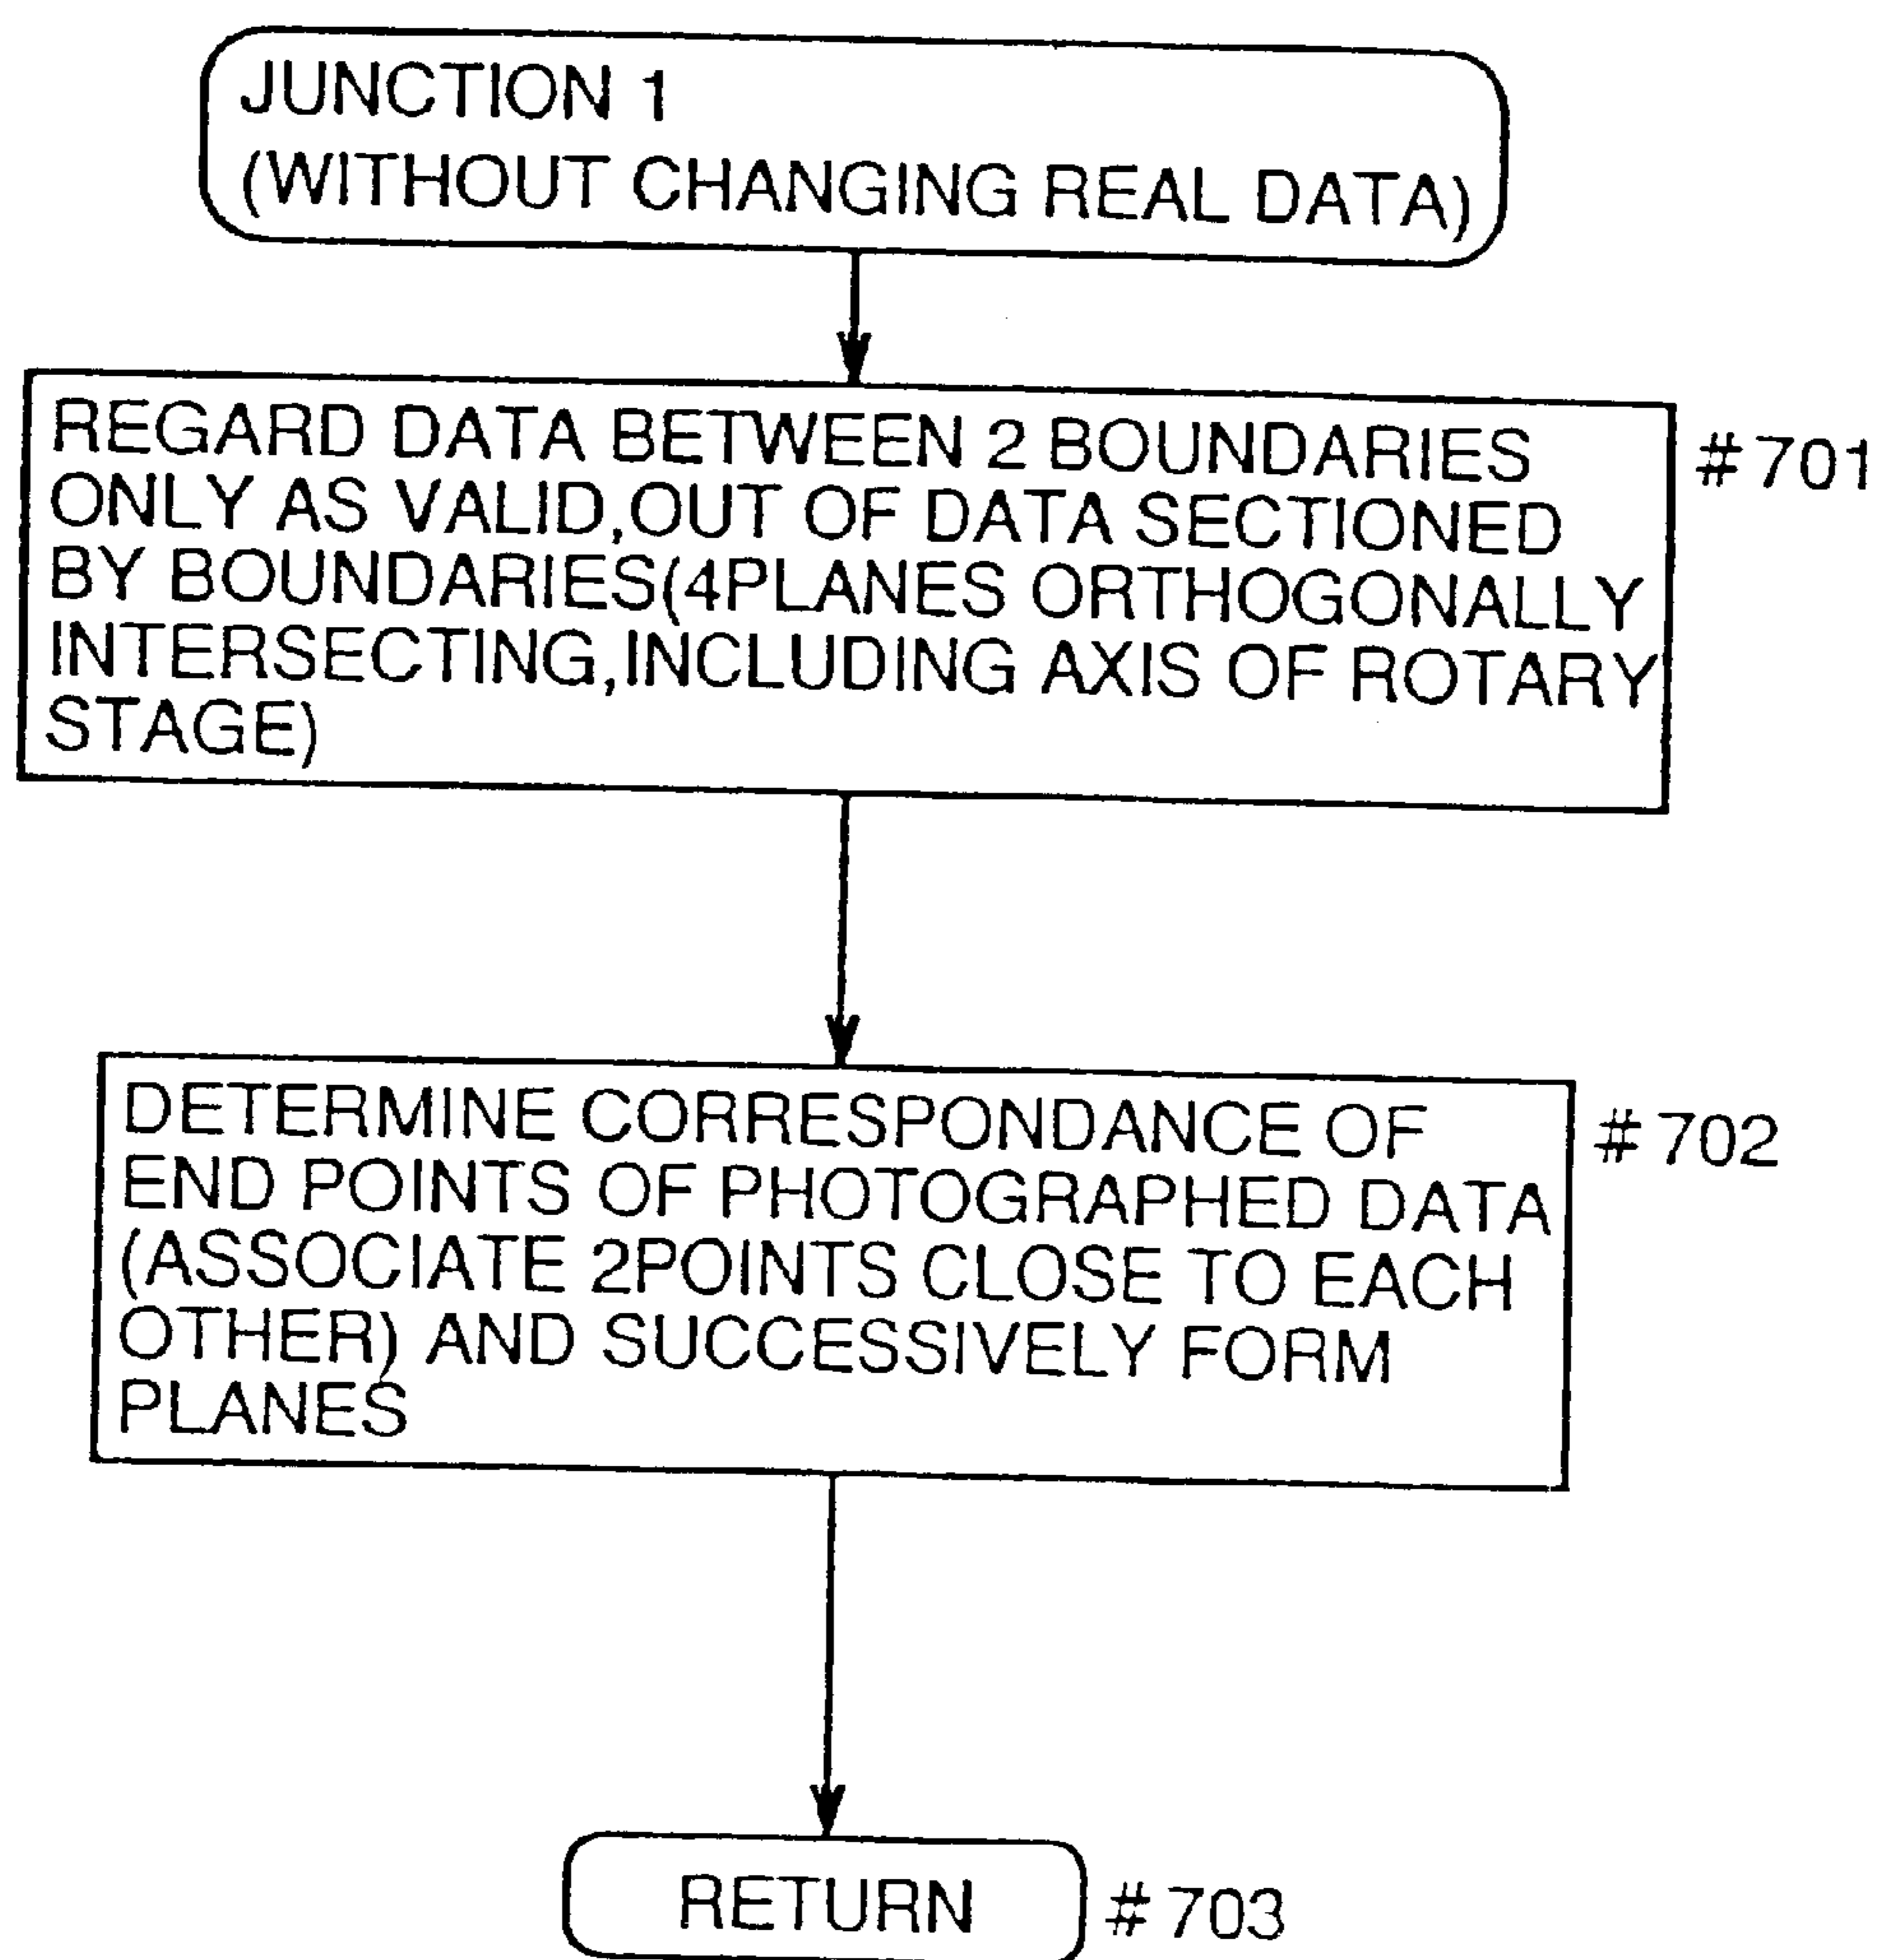 JUNCTION 1
(WITHOUT CHANGING REAL DATA)
REGARD DATA BETWEEN 2 BOUNDARIES
ONLY AS VALID,OUT OF DATA SECTIONED
BY BOUNDARIES(4PLANES ORTHOGONALLY
INTERSECTING,INCLUDING AXIS OF ROTARY
STAGE)
#701
DETERMINE CORRESPONDANCE OF
END POINTS OF PHOTOGRAPHED DATA
(ASSOCIATE 2POINTS CLOSE TO EACH
OTHER) AND SUCCESSIVELY FORM
PLANES
#702
RETURN
#703